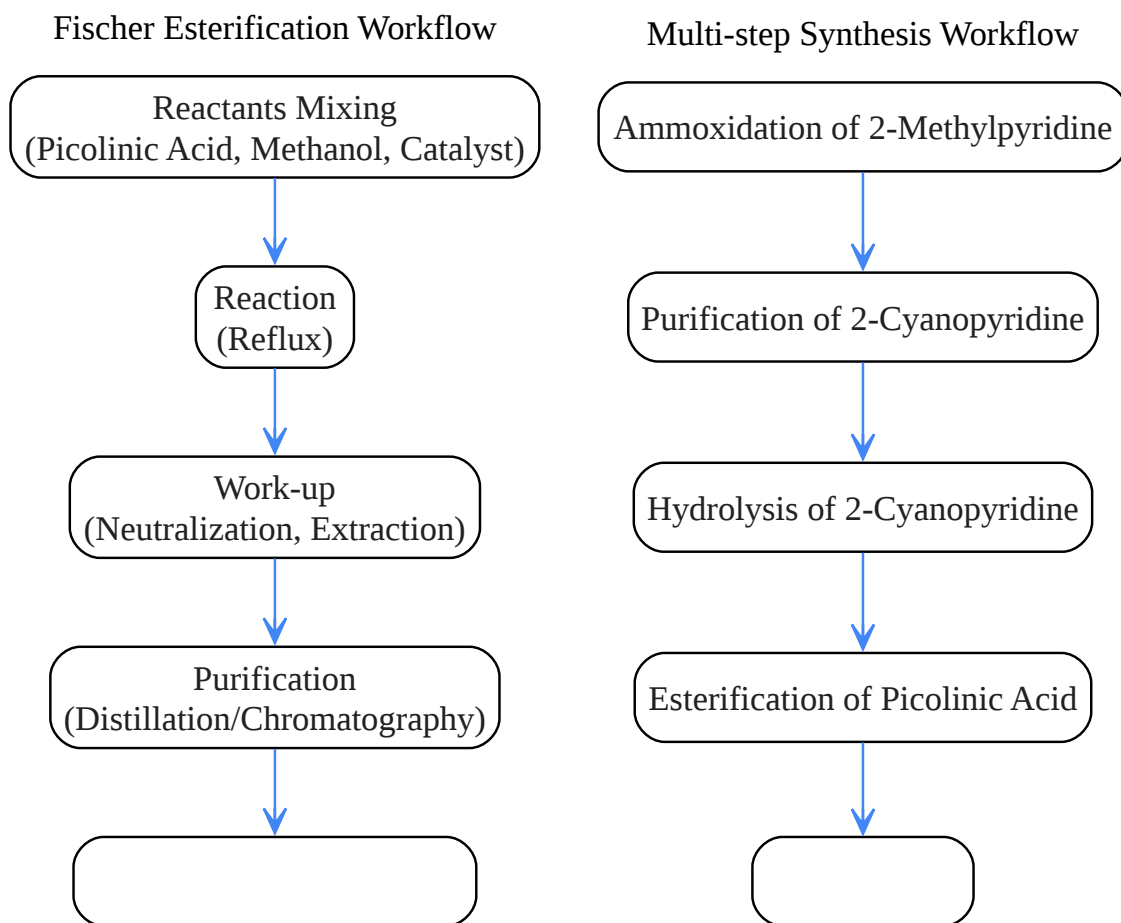 Fischer Esterification Workflow
Reactants Mixing
(Picolinic Acid, Methanol, Catalyst)
Reaction
(Reflux)
Work-up
(Neutralization, Extraction)
Purification
(Distillation/Chromatography)
Multi-step Synthesis Workflow
Ammoxidation of 2-Methylpyridine
Purification of 2-Cyanopyridine
Hydrolysis of 2-Cyanopyridine
Esterification of Picolinic Acid